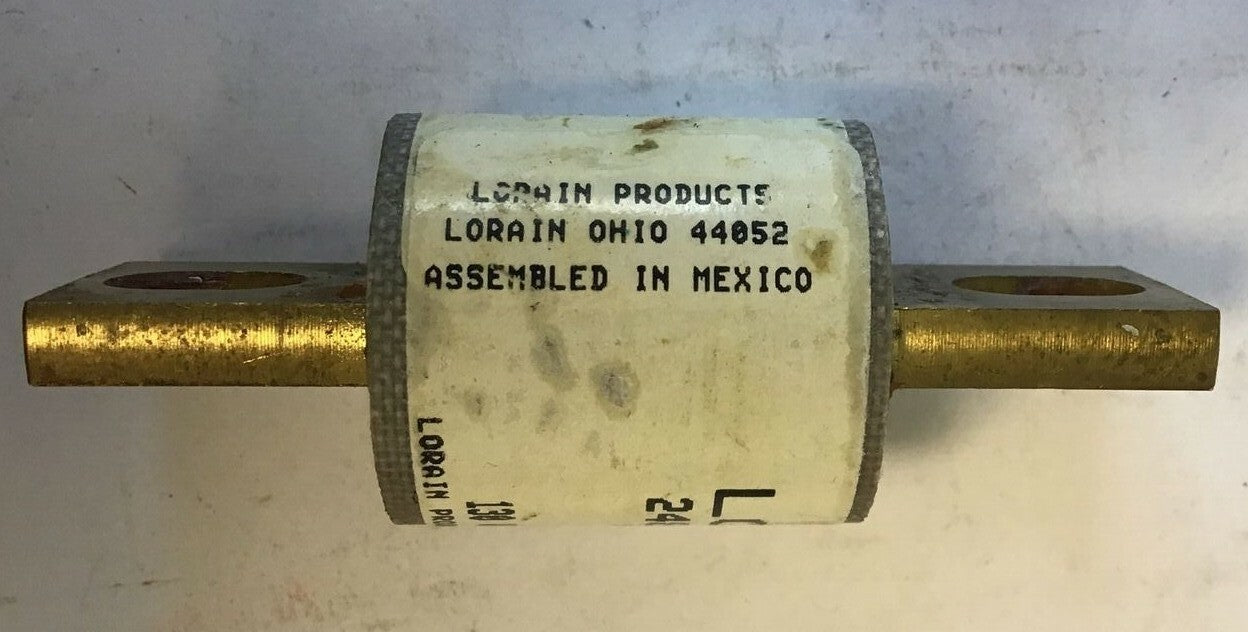 LORAIN PRODUCTS
LORAIN OHIO 44052
ASSEMBLED IN MEXICO
LORAIN